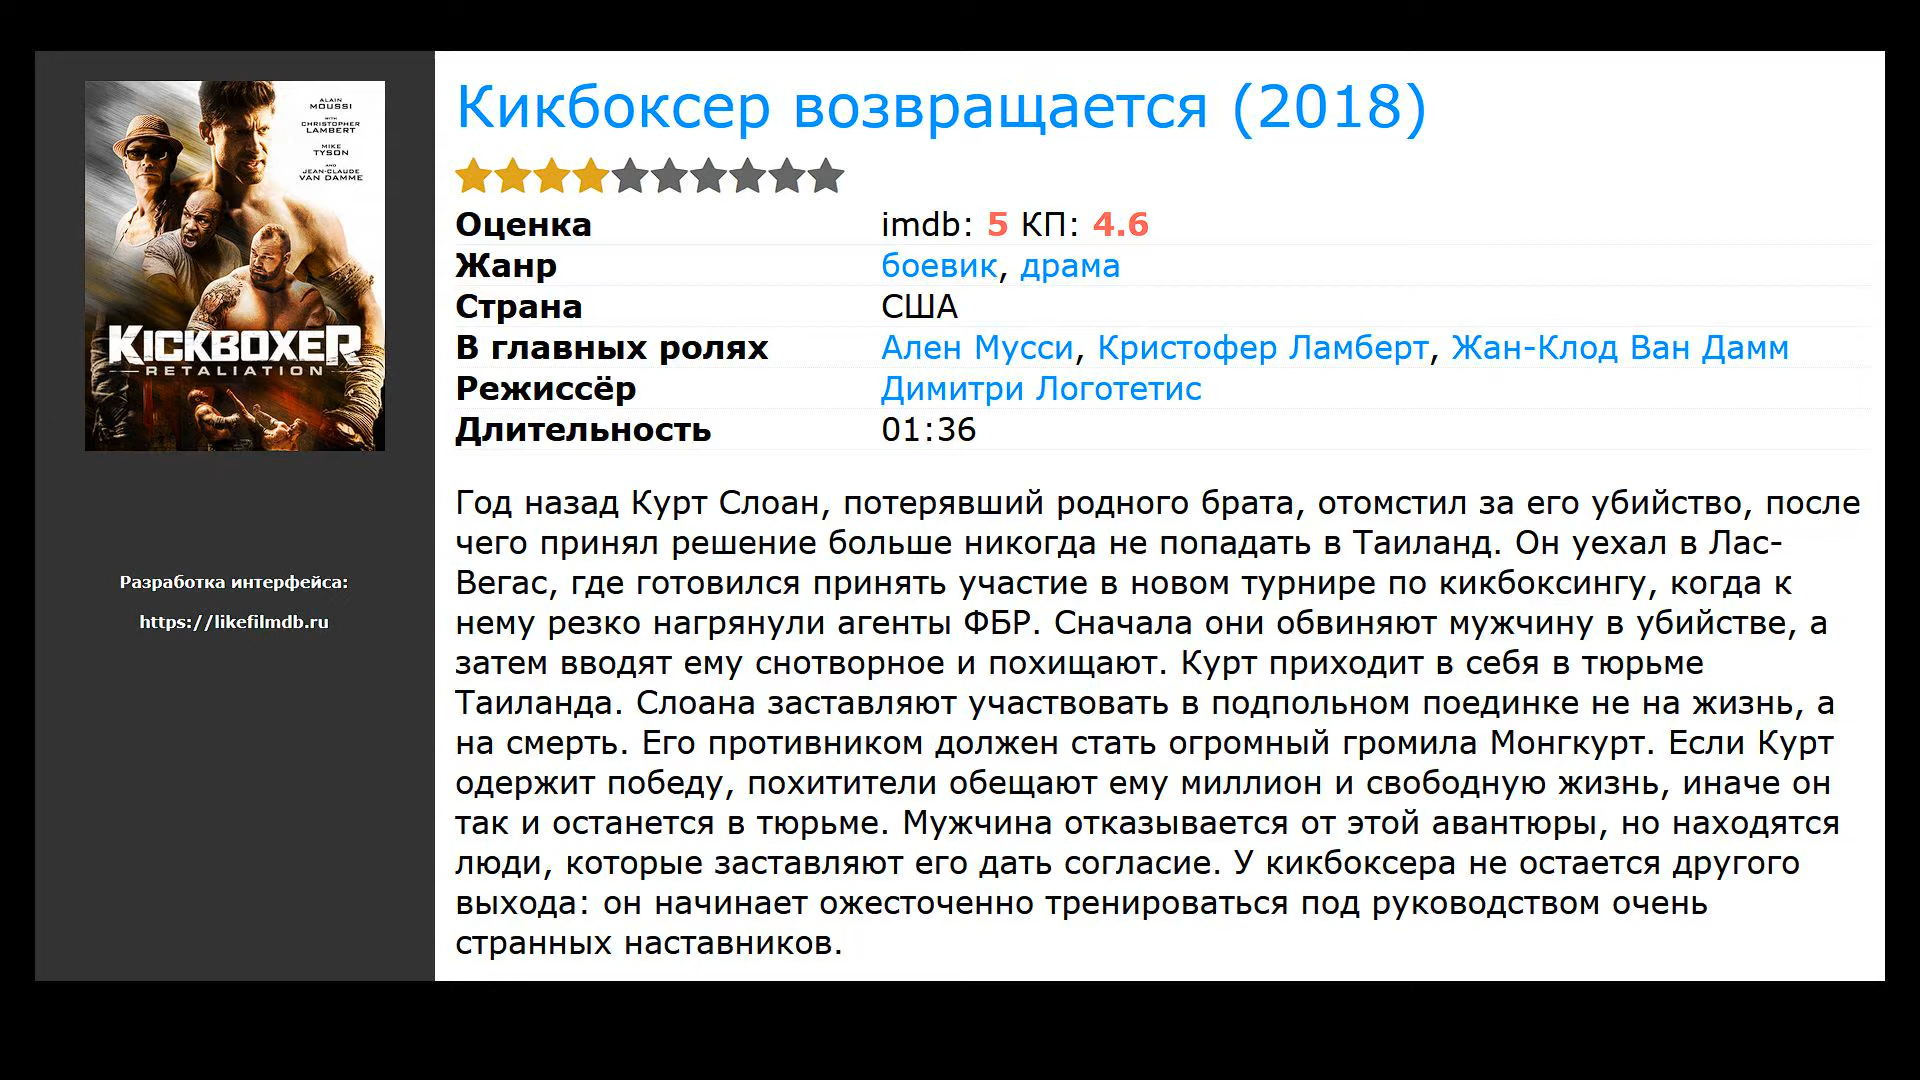 ALAIN
MOUSSI
WITH
CHRISTOPHER
LAMBERT
MIKE
TYSON
AND
JEAN-CLAUDE
VAN DAMME
KICKBOXER
RETALIATION
Разработка интерфейса:
https://likefilmdb.ru
Кикбоксер возвращается (2018)
Оценка imdb: 5 КП: 4.6
Жанр боевик, драма
Страна США
В главных ролях Ален Мусси, Кристофер Ламберт, Жан-Клод Ван Дамм
Режиссёр Димитри Логотетис
Длительность 01:36
Год назад Курт Слоан, потерявший родного брата, отомстил за его убийство, после
чего принял решение больше никогда не попадать в Таиланд. Он уехал в Лас-
Вегас, где готовился принять участие в новом турнире по кикбоксингу, когда к
нему резко нагрянули агенты ФБР. Сначала они обвиняют мужчину в убийстве, а
затем вводят ему снотворное и похищают. Курт приходит в себя в тюрьме
Таиланда. Слоана заставляют участвовать в подпольном поединке не на жизнь, а
на смерть. Его противником должен стать огромный громила Монгкурт. Если Курт
одержит победу, похитители обещают ему миллион и свободную жизнь, иначе он
так и останется в тюрьме. Мужчина отказывается от этой авантюры, но находятся
люди, которые заставляют его дать согласие. У кикбоксера не остается другого
выхода: он начинает ожесточенно тренироваться под руководством очень
странных наставников.